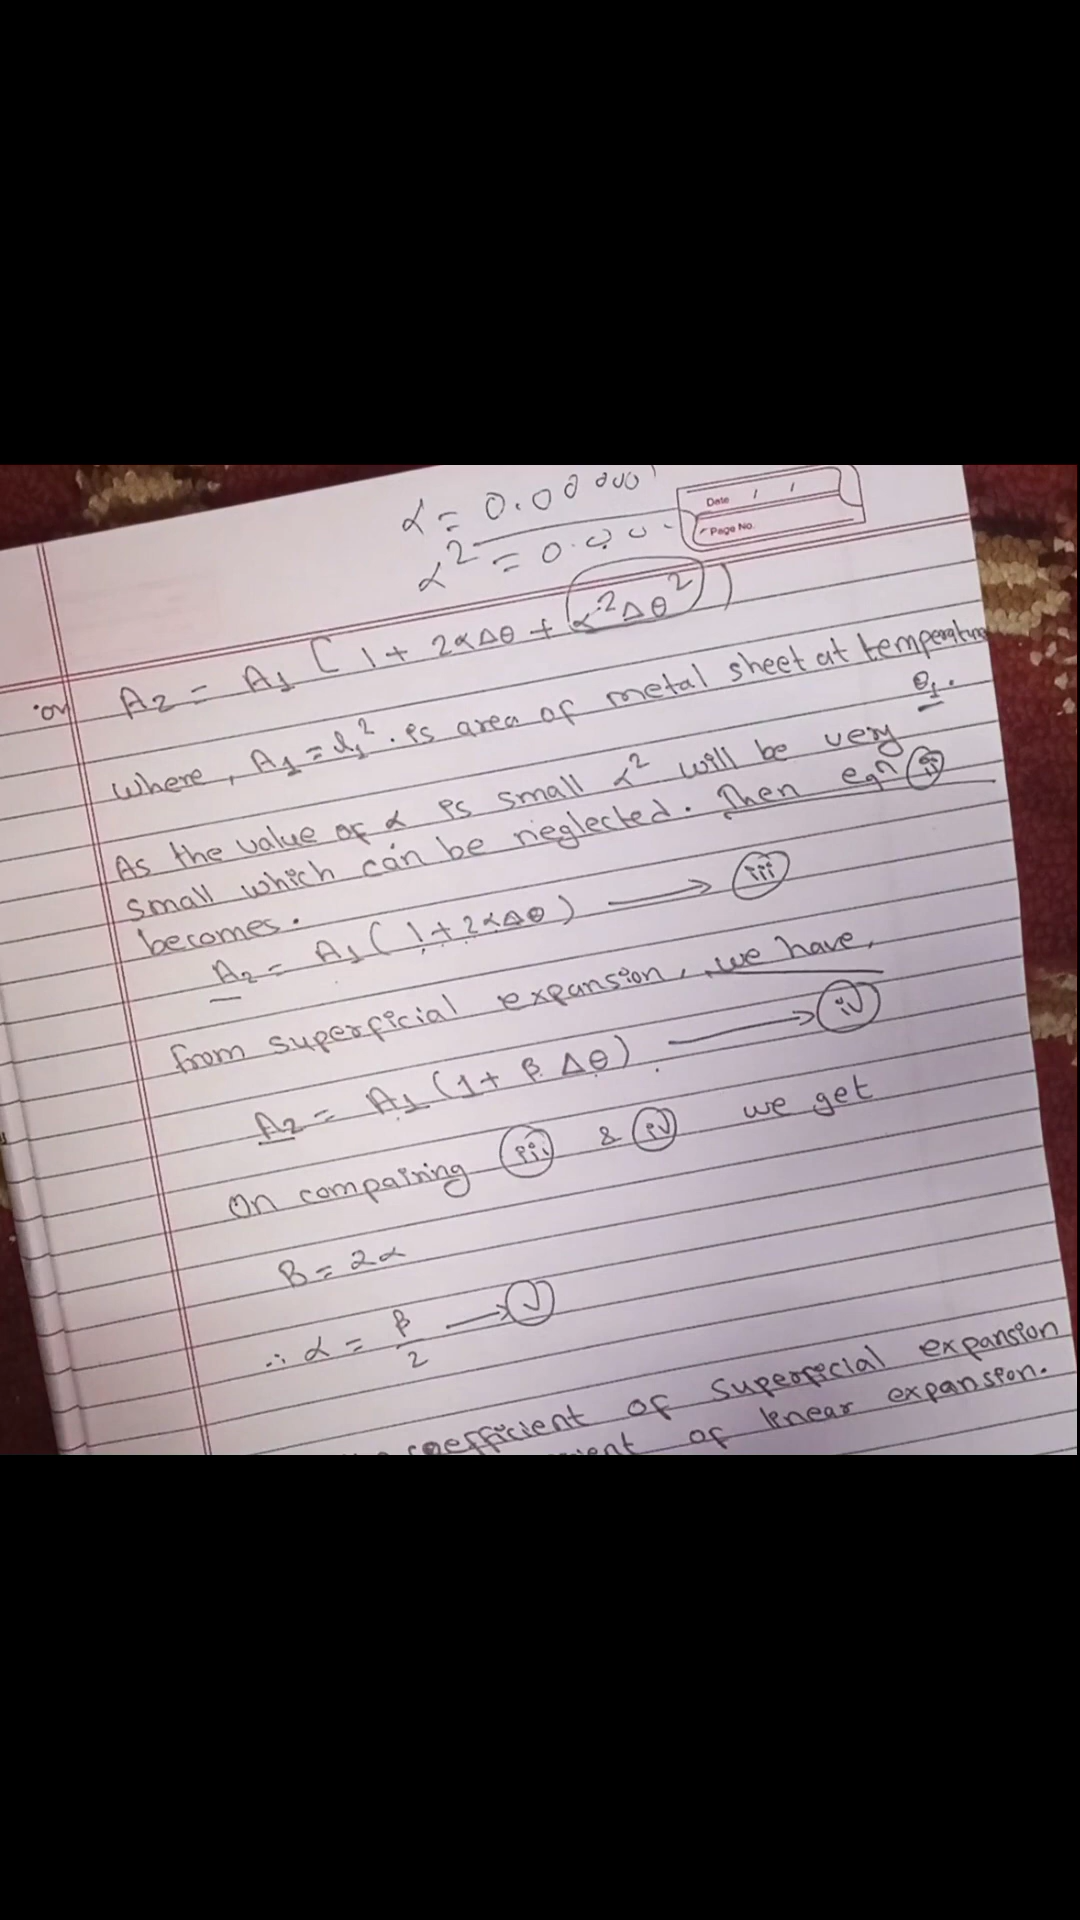 α = 0.00000
Date / /
α² = 0.00
Page No.
or A₂ = A₁ [1 + 2αΔθ + α²Δθ²)
Where, A₁ = l₁². is area of metal sheet at temperature
θ₁.
As the value of α is small α² will be very
small which can be neglected. Then eqⁿ (ii)
becomes.
A₂ = A₁ (1 + 2αΔθ) → (iii)
from superficial expansion, we have,
A₂ = A₁ (1 + β Δθ) → (iv)
On compairing (iii) & (iv) we get
β = 2α
∴ α = β/2 → (v)
coefficient of superficial expansion
of linear expansion.